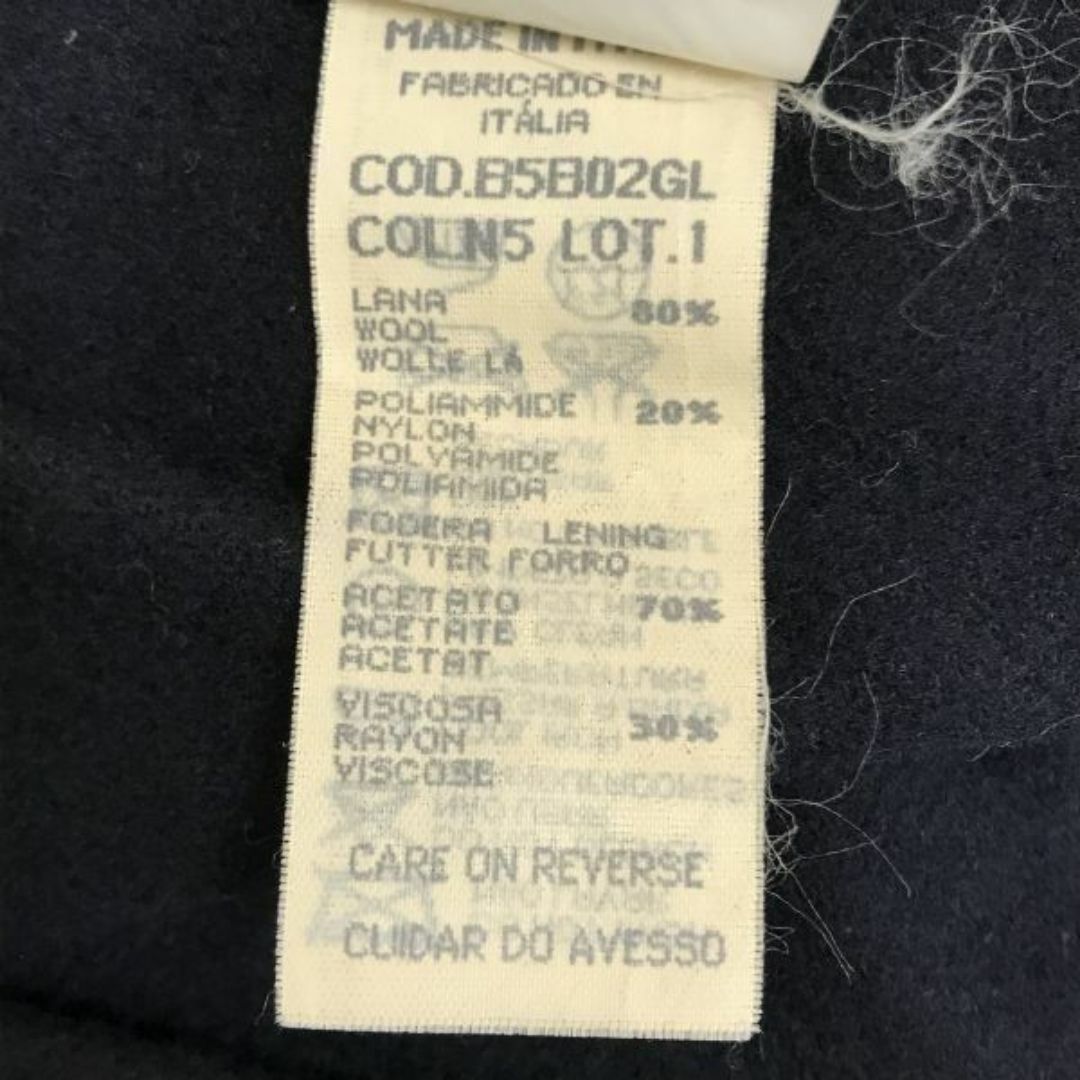 MADE IN
FABRICADO EN
ITÁLIA
COD.B5B02GL
COL.N5 LOT.1
LANA 80%
WOOL
WOLLE LA
POLIAMMIDE 20%
NYLON
POLYAMIDE
POLIAMIDA
FODERA LENING
FUTTER FORRO
ACETATO 70%
ACETATE
ACETAT
VISCOSA 30%
RAYON
VISCOSE
CARE ON REVERSE
CUIDAR DO AVESSO